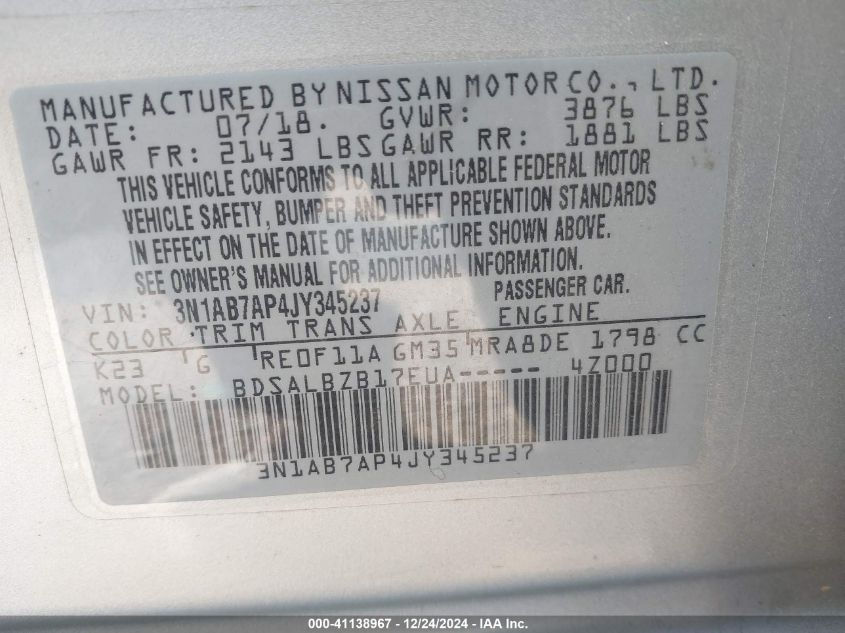 MANUFACTURED BY NISSAN MOTOR CO., LTD.
DATE: 07/18. GVWR: 3876 LBS
GAWR FR: 2143 LBS GAWR RR: 1881 LBS
THIS VEHICLE CONFORMS TO ALL APPLICABLE FEDERAL MOTOR
VEHICLE SAFETY, BUMPER AND THEFT PREVENTION STANDARDS
IN EFFECT ON THE DATE OF MANUFACTURE SHOWN ABOVE.
SEE OWNER'S MANUAL FOR ADDITIONAL INFORMATION.
VIN: 3N1AB7AP4JY345237 PASSENGER CAR.
COLOR TRIM TRANS AXLE ENGINE
K23 G RE0F11A GM35 MRA8DE 1798 CC
MODEL: BDSALBZB17EUA----- 4Z000
3N1AB7AP4JY345237
000-41138967 - 12/24/2024 - IAA Inc.